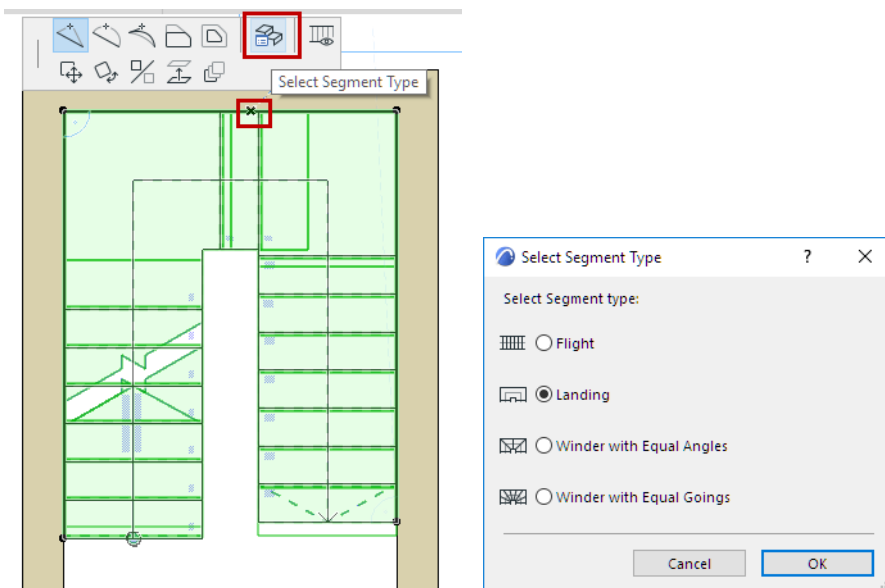 Select Segment Type
Select Segment Type
?
Select Segment type:
Flight
Landing
Winder with Equal Angles
Winder with Equal Goings
Cancel
OK